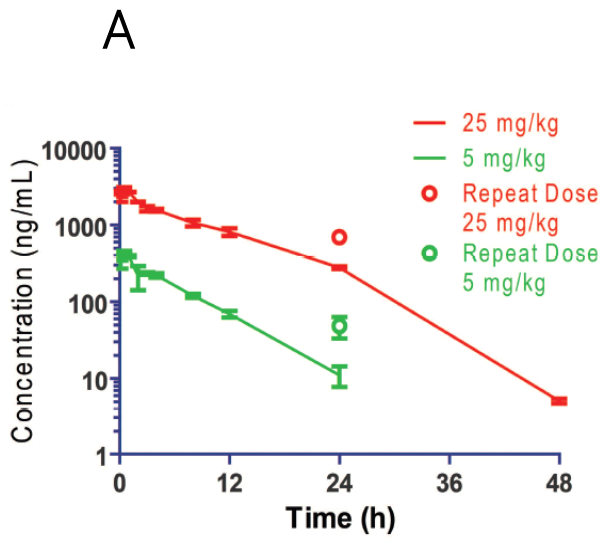 A
25 mg/kg
5 mg/kg
Repeat Dose
25 mg/kg
Repeat Dose
5 mg/kg
Concentration (ng/mL)
10000
1000
100
10
1
0 12 24 36 48
Time (h)